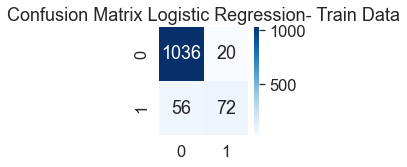 Confusion Matrix Logistic Regression- Train Data
0 1036 20 1000
1 56 72 500
0 1